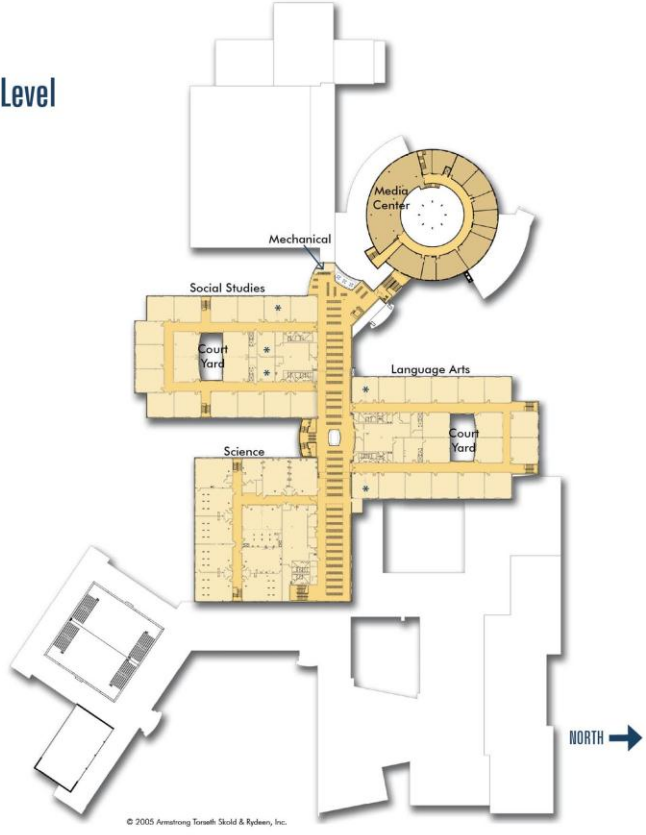 Level
Media
Center
Mechanical
Social Studies
Court
Yard
Language Arts
Court
Yard
Science
NORTH
© 2005 Armstrong Torseth Skold & Rydeen, Inc.